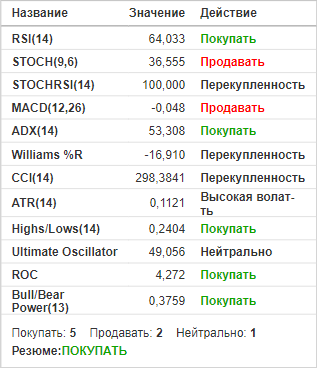 Название Значение Действие
RSI(14) 64,033 Покупать
STOCH(9,6) 36,555 Продавать
STOCHRSI(14) 100,000 Перекупленность
MACD(12,26) -0,048 Продавать
ADX(14) 53,308 Покупать
Williams %R -16,910 Перекупленность
CCI(14) 298,3841 Перекупленность
ATR(14) 0,1121 Высокая волат-
ть
Highs/Lows(14) 0,2404 Покупать
Ultimate Oscillator 49,056 Нейтрально
ROC 4,272 Покупать
Bull/Bear
Power(13) 0,3759 Покупать
Покупать: 5 Продавать: 2 Нейтрально: 1
Резюме:ПОКУПАТЬ